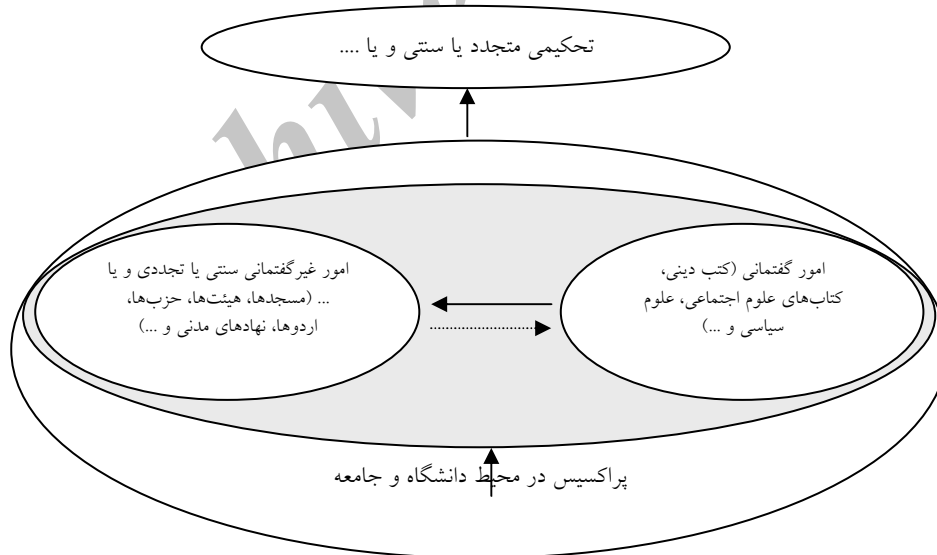 تحکیمی متجدد یا سنتی و یا ....
امور گفتمانی (کتب دینی،
کتاب‌های علوم اجتماعی، علوم
سیاسی و ...)
امور غیرگفتمانی سنتی یا تجددی و یا
... (مسجدها، هیئت‌ها، حزب‌ها،
اردوها، نهادهای مدنی و ...)
پراکسیس در محیط دانشگاه و جامعه